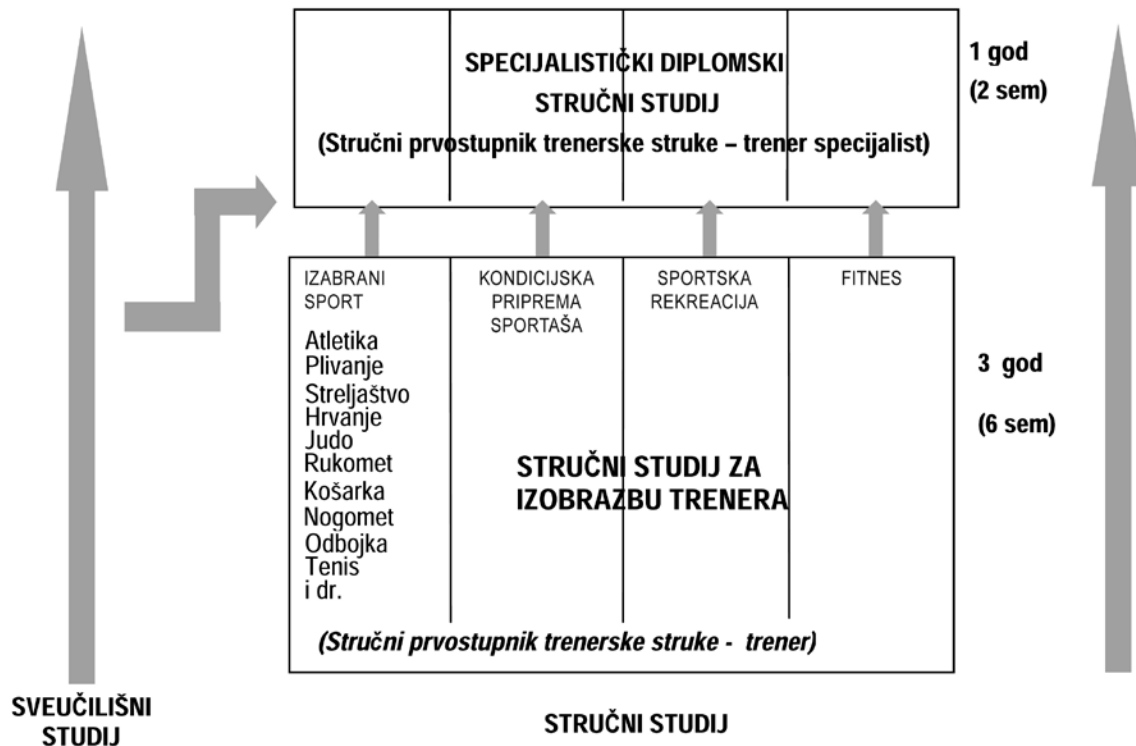 SPECIJALISTIČKI DIPLOMSKI
STRUČNI STUDIJ
(Stručni prvostupnik trenerske struke – trener specijalist)
1 god
(2 sem)
IZABRANI
SPORT
Atletika
Plivanje
Streljaštvo
Hrvanje
Judo
Rukomet
Košarka
Nogomet
Odbojka
Tenis
i dr.
KONDICIJSKA
PRIPREMA
SPORTAŠA
SPORTSKA
REKREACIJA
FITNES
STRUČNI STUDIJ ZA
IZOBRAZBU TRENERA
(Stručni prvostupnik trenerske struke - trener)
3 god
(6 sem)
SVEUČILIŠNI
STUDIJ
STRUČNI STUDIJ